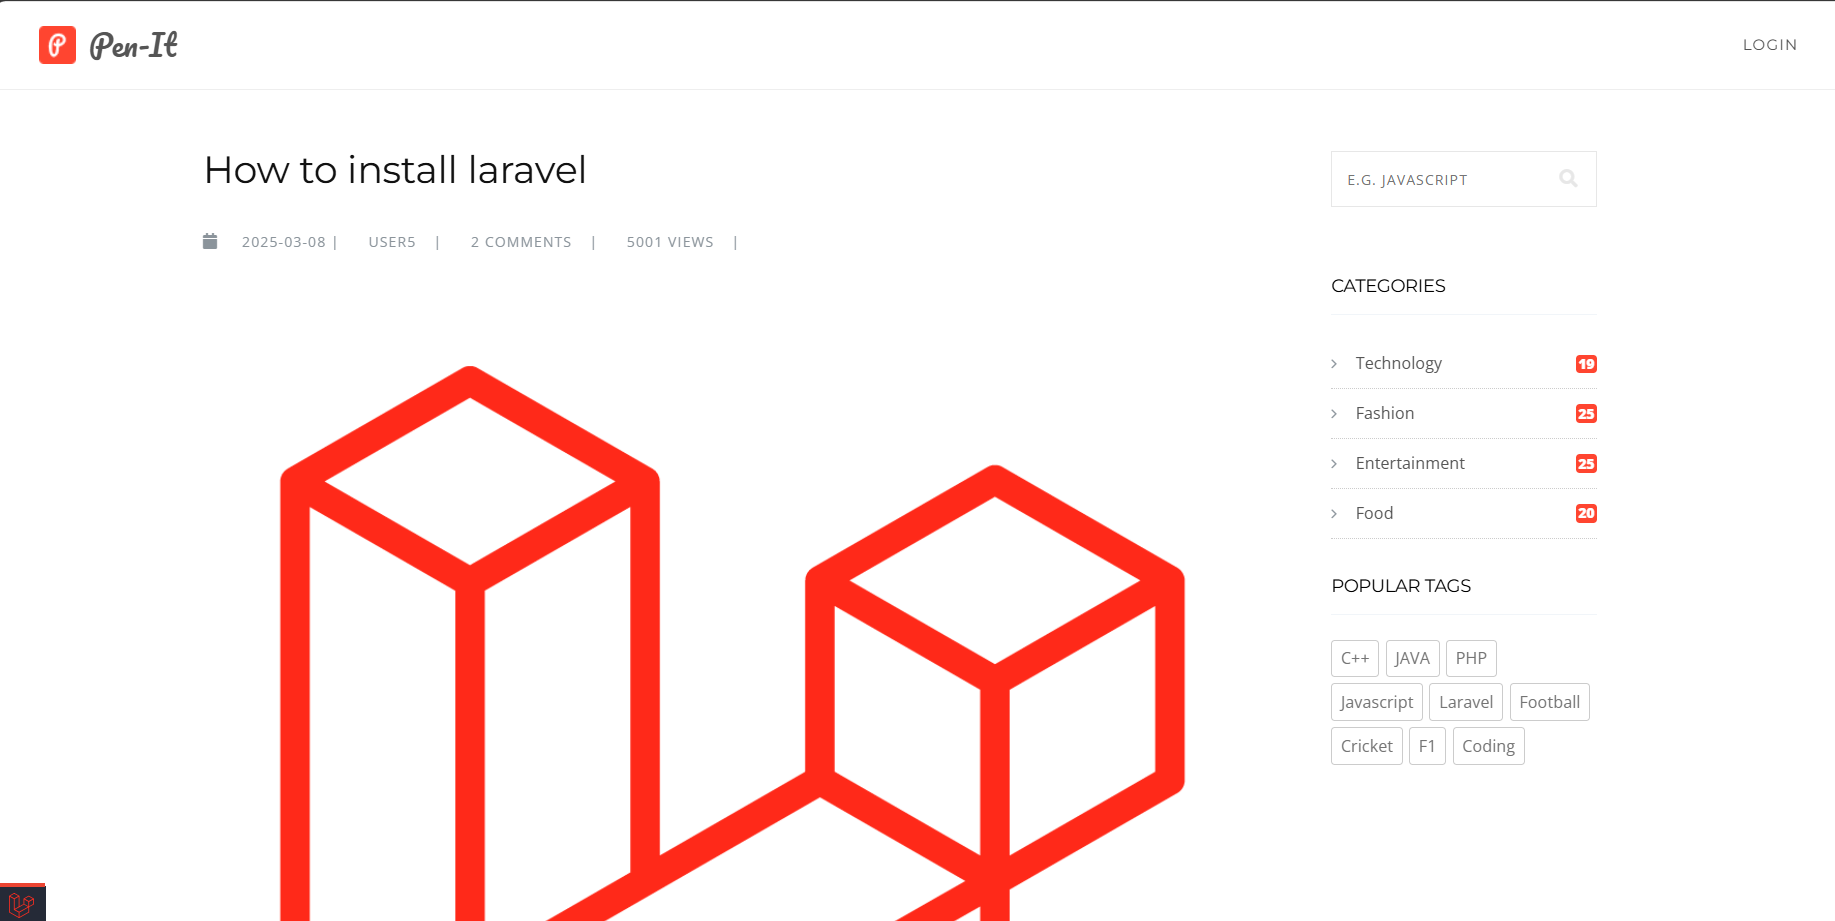 P Pen-It
LOGIN
How to install laravel
2025-03-08 | USER5 | 2 COMMENTS | 5001 VIEWS |
E.G. JAVASCRIPT
CATEGORIES
Technology 19
Fashion 25
Entertainment 25
Food 20
POPULAR TAGS
C++ JAVA PHP
Javascript Laravel Football
Cricket F1 Coding